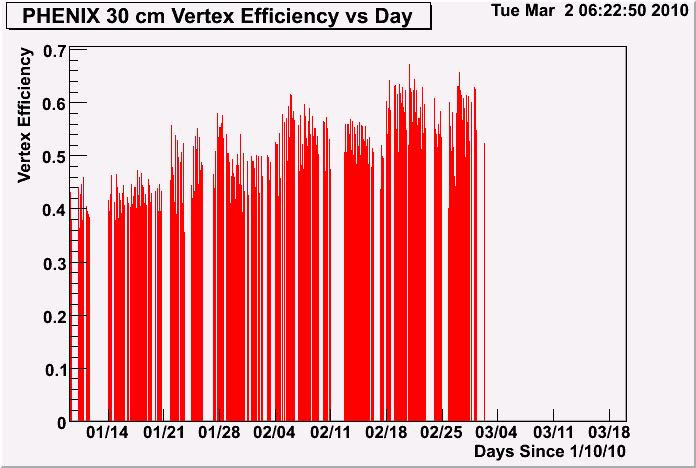 PHENIX 30 cm Vertex Efficiency vs Day
Tue Mar 2 06:22:50 2010
Vertex Efficiency
0.7
0.6
0.5
0.4
0.3
0.2
0.1
0
01/14 01/21 01/28 02/04 02/11 02/18 02/25 03/04 03/11 03/18
Days Since 1/10/10